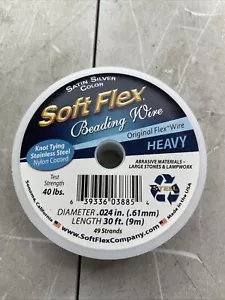 SATIN SILVER
COLOR
Soft Flex
Beading Wire
Original Flex Wire
HEAVY
Knot Tying
Stainless Steel
Nylon Coated
ABRASIVE MATERIALS –
LARGE STONES & LAMPWORK
Test
Strength
40 lbs.
6 39336 03885 4
DIAMETER .024 in. (.61mm)
LENGTH 30 ft. (9m)
49 Strands
www.SoftFlexCompany.com
Sonoma, California
Made in the U.S.A.